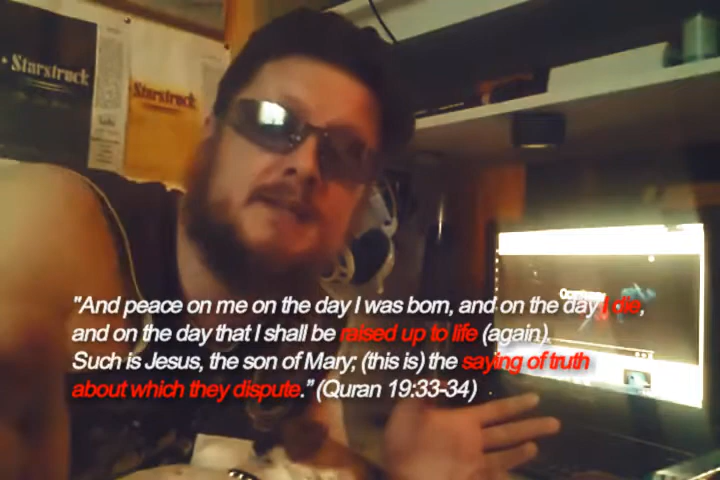 Starstruck
Starstruck
"And peace on me on the day I was born, and on the day I die,
and on the day that I shall be raised up to life (again).
Such is Jesus, the son of Mary; (this is) the saying of truth
about which they dispute.” (Quran 19:33-34)